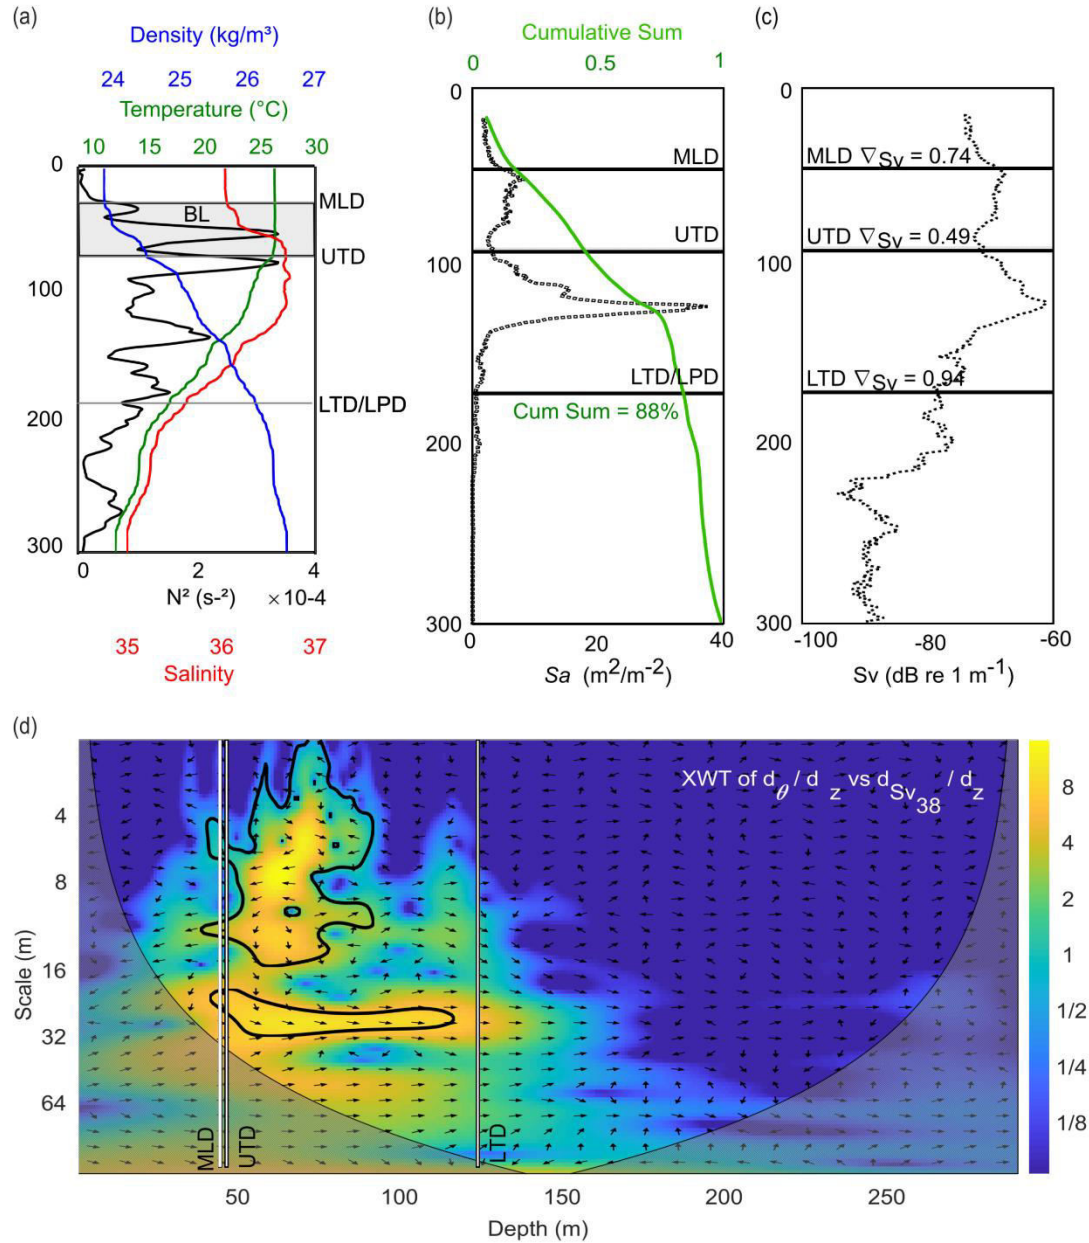 (a)
Density (kg/m³)
24 25 26 27
Temperature (°C)
10 15 20 25 30
0
100
200
300
BL
MLD
UTD
LTD/LPD
0 2 4
N² (s-²) ×10-4
35 36 37
Salinity
(b)
Cumulative Sum
0 0.5 1
0
100
200
300
MLD
UTD
LTD/LPD
Cum Sum = 88%
0 20 40
Sa (m²/m⁻²)
(c)
0
100
200
300
MLD ∇Sv = 0.74
UTD ∇Sv = 0.49
LTD ∇Sv = 0.94
-100 -80 -60
Sv (dB re 1 m⁻¹)
(d)
XWT of d_θ / d_z vs d_Sv₃₈ / d_z
4
8
16
32
64
Scale (m)
MLD
UTD
LTD
50 100 150 200 250
Depth (m)
8
4
2
1
1/2
1/4
1/8